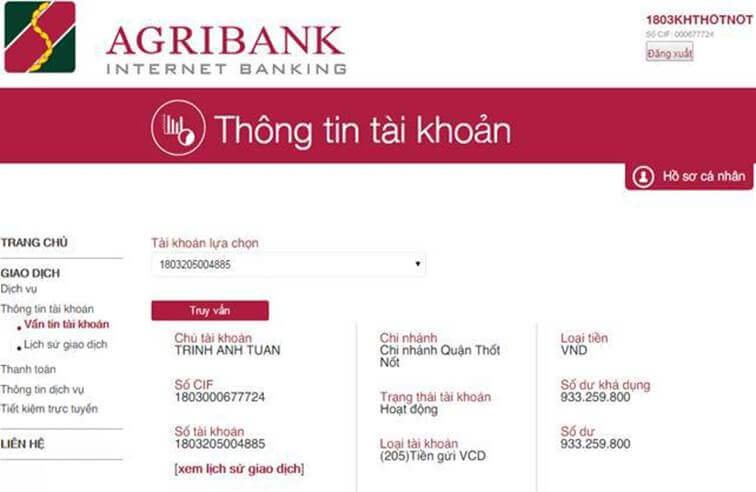 1803KHTHOTNOT
Số CIF: 000677724
Đăng xuất
AGRIBANK
INTERNET BANKING
Thông tin tài khoản
Hồ sơ cá nhân
TRANG CHỦ
GIAO DỊCH
Dịch vụ
Thông tin tài khoản
Vấn tin tài khoản
Lịch sử giao dịch
Thanh toán
Thông tin dịch vụ
Tiết kiệm trực tuyến
LIÊN HỆ
Tài khoản lựa chọn
1803205004885
Truy vấn
Chủ tài khoản
TRINH ANH TUAN
Số CIF
1803000677724
Số tài khoản
1803205004885
[xem lịch sử giao dịch]
Chi nhánh
Chi nhánh Quận Thốt
Nốt
Trạng thái tài khoản
Hoạt động
Loại tài khoản
(205)Tiền gửi VCD
Loại tiền
VND
Số dư khả dụng
933.259.800
Số dư
933.259.800